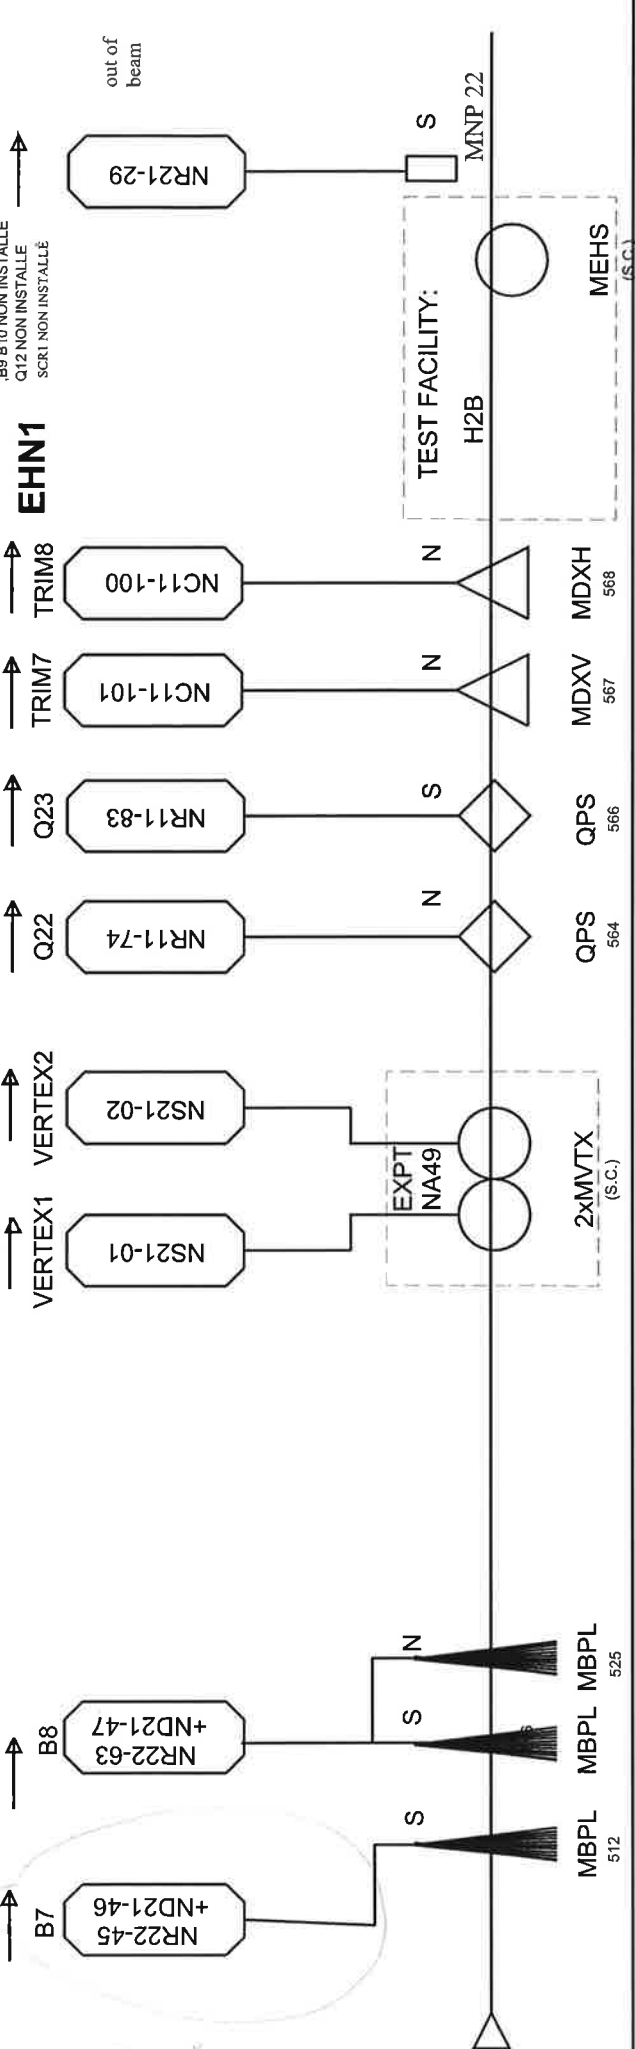 B9 B10 NON INSTALLE
Q12 NON INSTALLE
SCR1 NON INSTALLÉ
EHN1
out of
beam
B7
B8
VERTEX1
VERTEX2
Q22
Q23
TRIM7
TRIM8
NR22-45
+ND21-46
NR22-63
+ND21-47
NS21-01
NS21-02
NR11-74
NR11-83
NC11-101
NC11-100
NR21-29
S
S
N
EXPT
NA49
N
S
N
N
TEST FACILITY:
H2B
S
MNP 22
MBPL
512
MBPL
MBPL
525
2xMVTX
(S.C.)
QPS
564
QPS
566
MDXV
567
MDXH
568
MEHS
(S.C.)